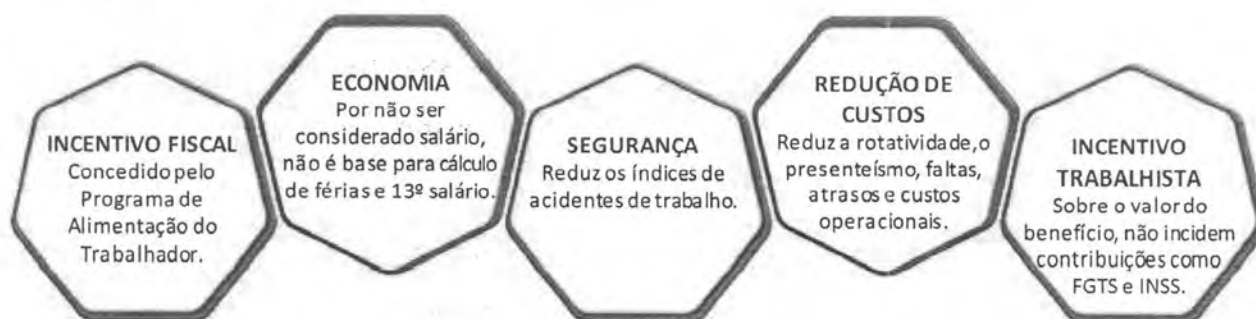 INCENTIVO FISCAL
Concedido pelo
Programa de
Alimentação do
Trabalhador.
ECONOMIA
Por não ser
considerado salário,
não é base para cálculo
de férias e 13º salário.
SEGURANÇA
Reduz os índices de
acidentes de trabalho.
REDUÇÃO DE
CUSTOS
Reduz a rotatividade, o
presenteísmo, faltas,
atrasos e custos
operacionais.
INCENTIVO
TRABALHISTA
Sobre o valor do
benefício, não incidem
contribuições como
FGTS e INSS.